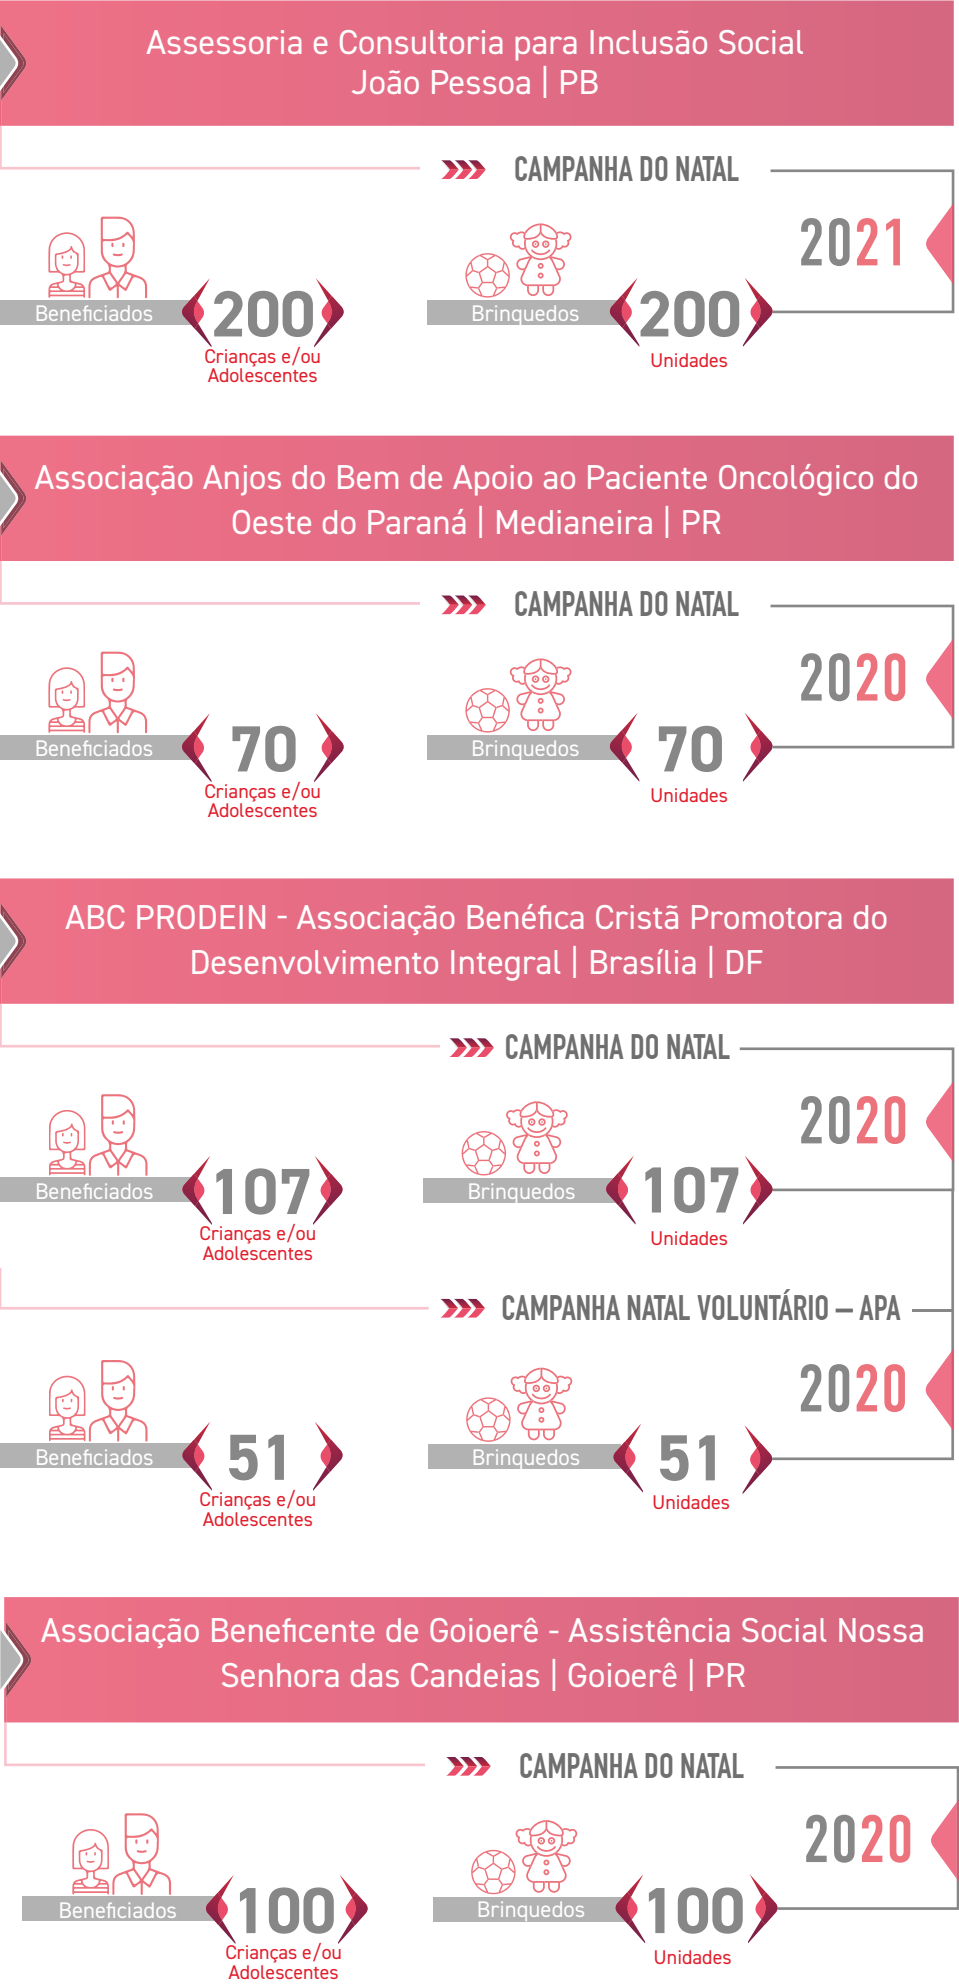 Assessoria e Consultoria para Inclusão Social
João Pessoa | PB
CAMPANHA DO NATAL
2021
Beneficiados
200
Crianças e/ou
Adolescentes
Brinquedos
200
Unidades
Associação Anjos do Bem de Apoio ao Paciente Oncológico do
Oeste do Paraná | Medianeira | PR
CAMPANHA DO NATAL
2020
Beneficiados
70
Crianças e/ou
Adolescentes
Brinquedos
70
Unidades
ABC PRODEIN - Associação Benéfica Cristã Promotora do
Desenvolvimento Integral | Brasília | DF
CAMPANHA DO NATAL
2020
Beneficiados
107
Crianças e/ou
Adolescentes
Brinquedos
107
Unidades
CAMPANHA NATAL VOLUNTÁRIO – APA
2020
Beneficiados
51
Crianças e/ou
Adolescentes
Brinquedos
51
Unidades
Associação Beneficente de Goioerê - Assistência Social Nossa
Senhora das Candeias | Goioerê | PR
CAMPANHA DO NATAL
2020
Beneficiados
100
Crianças e/ou
Adolescentes
Brinquedos
100
Unidades